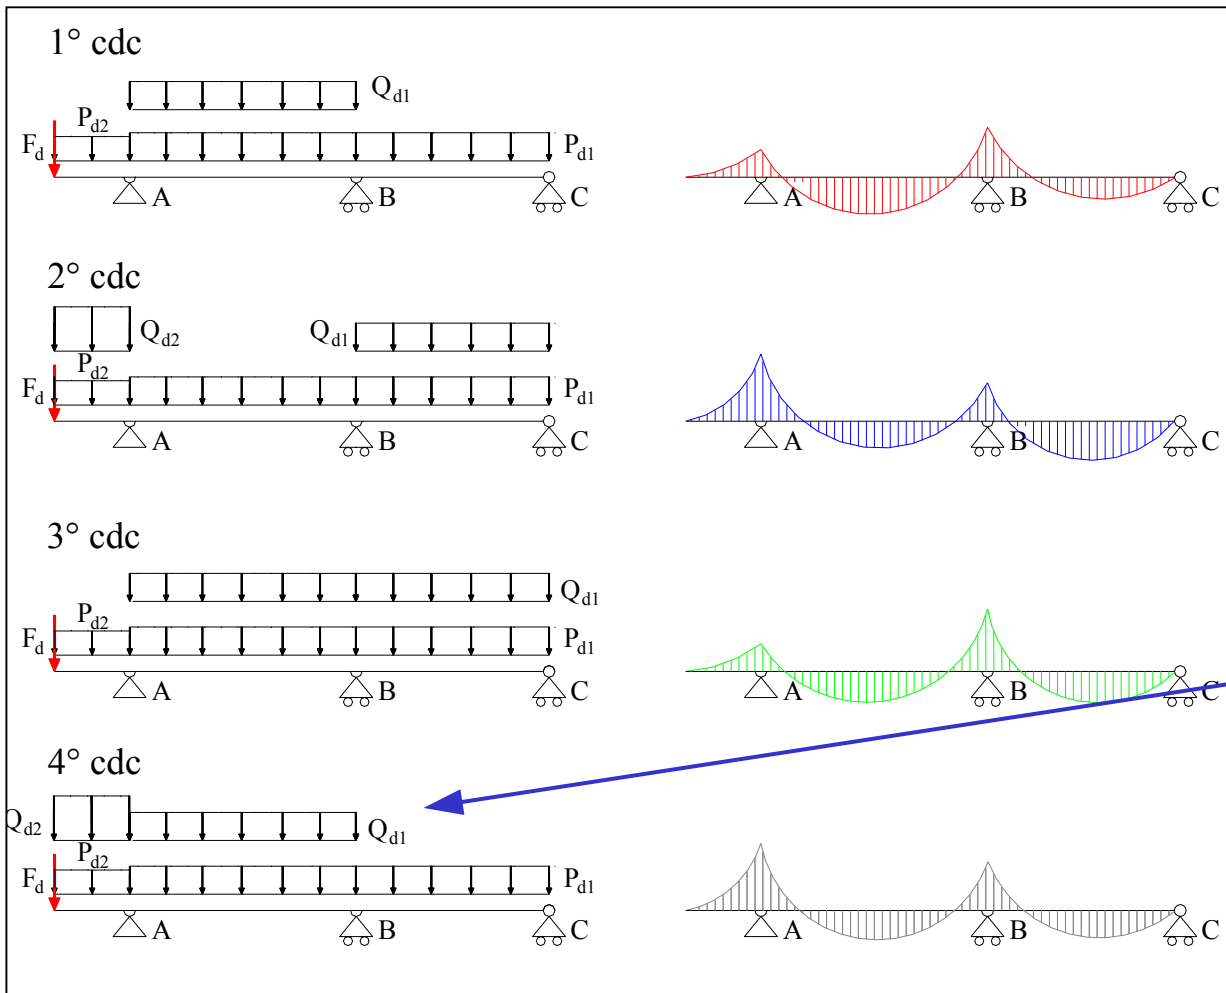 1° cdc
Q_d1
P_d2
F_d
P_d1
A B C
A B C
2° cdc
Q_d2 Q_d1
P_d2
F_d
P_d1
A B C
A B C
3° cdc
Q_d1
P_d2
F_d
P_d1
A B C
A B C
4° cdc
Q_d2
Q_d1
P_d2
F_d
P_d1
A B C
A B C